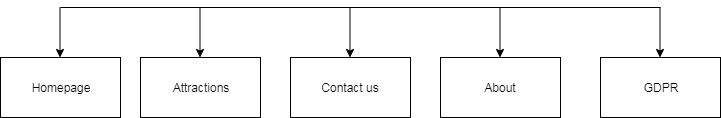 Homepage
Attractions
Contact us
About
GDPR